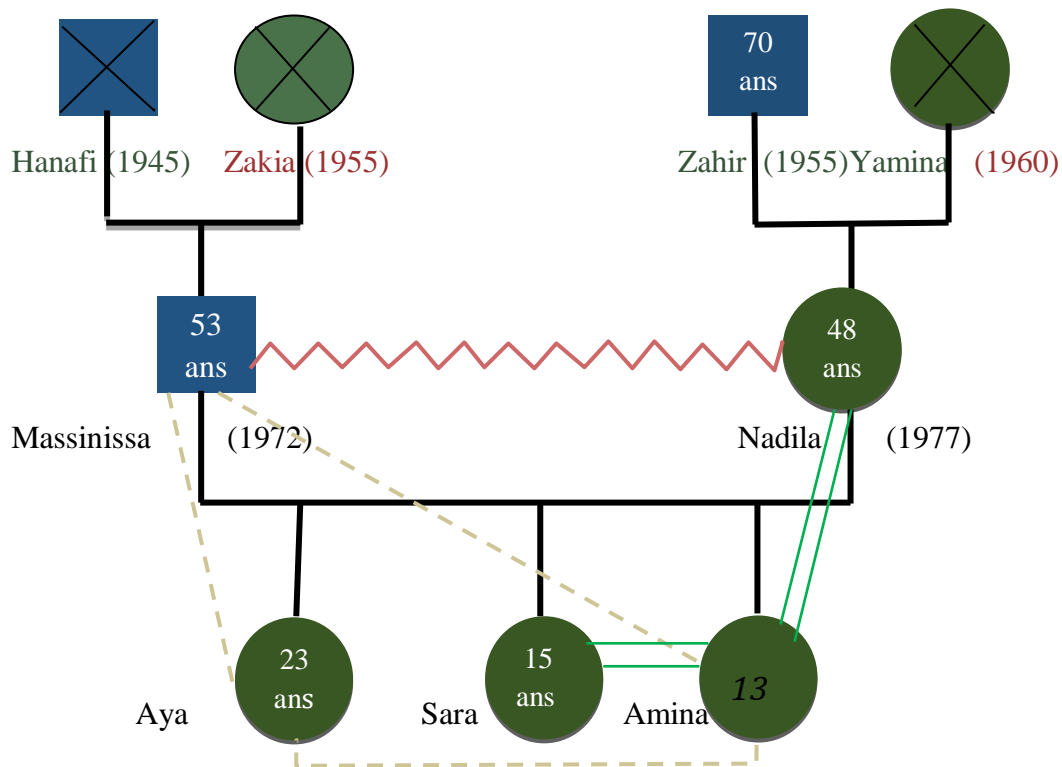 70
ans
Hanafi (1945) Zakia (1955) Zahir (1955) Yamina (1960)
53
ans
48
ans
Massinissa (1972) Nadila (1977)
23
ans
15
ans
13
Aya Sara Amina